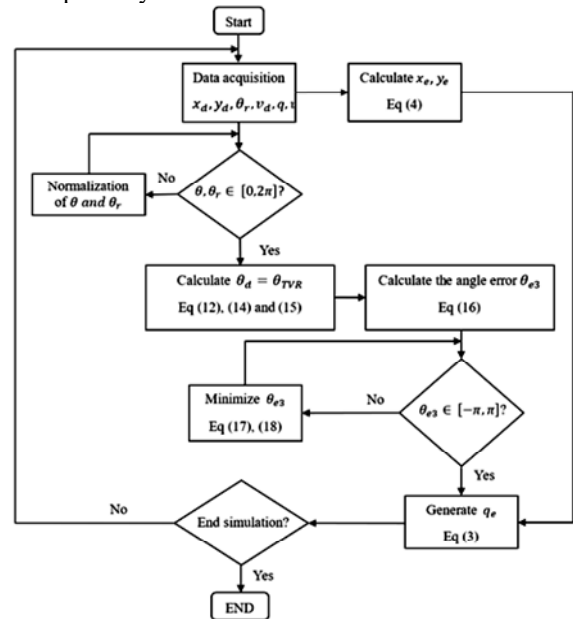 Start
Data acquisition
x_d, y_d, θ_r, v_d, q,
Calculate x_e, y_e
Eq (4)
No
Normalization
of θ and θ_r
θ, θ_r ∈ [0,2π]?
Yes
Calculate θ_d = θ_TVR
Eq (12), (14) and (15)
Calculate the angle error θ_e3
Eq (16)
Minimize θ_e3
Eq (17), (18)
No
θ_e3 ∈ [−π, π]?
Yes
No
End simulation?
Generate q_e
Eq (3)
Yes
END